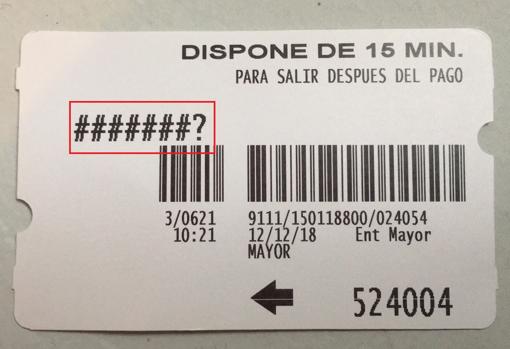 DISPONE DE 15 MIN.
PARA SALIR DESPUES DEL PAGO
#######?
3/0621 9111/150118800/024054
10:21 12/12/18 Ent Mayor
MAYOR
524004